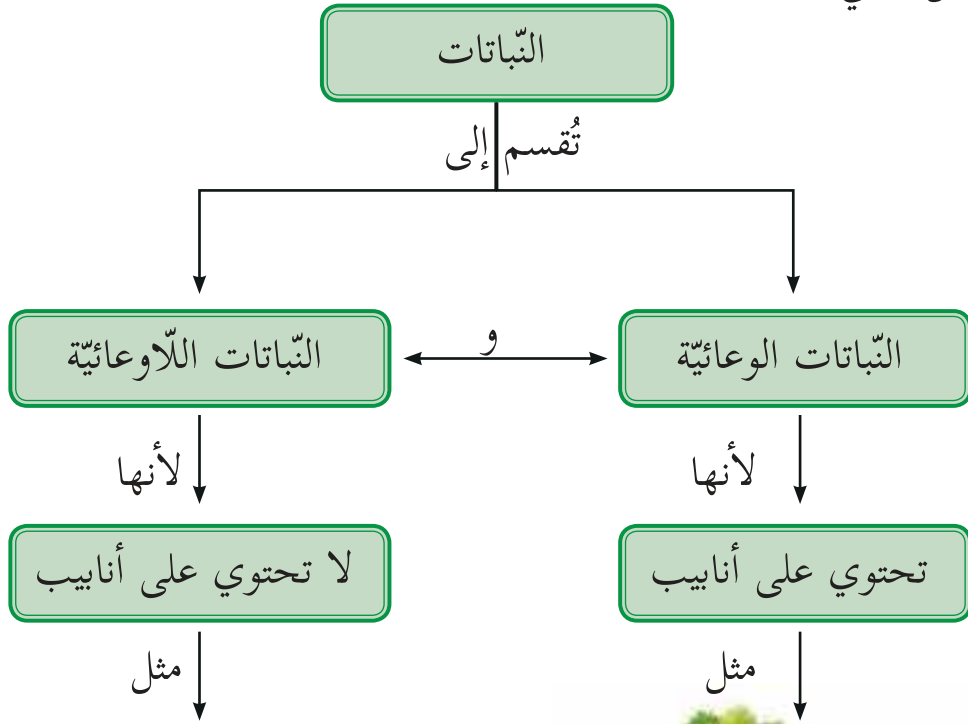 النّباتات
تُقسم إلى
النّباتات الوعائيّة
و
النّباتات اللّاوعائيّة
لأنها
لأنها
تحتوي على أنابيب
لا تحتوي على أنابيب
مثل
مثل